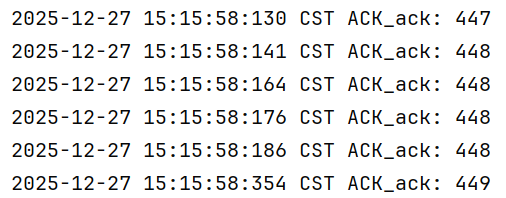 2025-12-27 15:15:58:130 CST ACK_ack: 447
2025-12-27 15:15:58:141 CST ACK_ack: 448
2025-12-27 15:15:58:164 CST ACK_ack: 448
2025-12-27 15:15:58:176 CST ACK_ack: 448
2025-12-27 15:15:58:186 CST ACK_ack: 448
2025-12-27 15:15:58:354 CST ACK_ack: 449